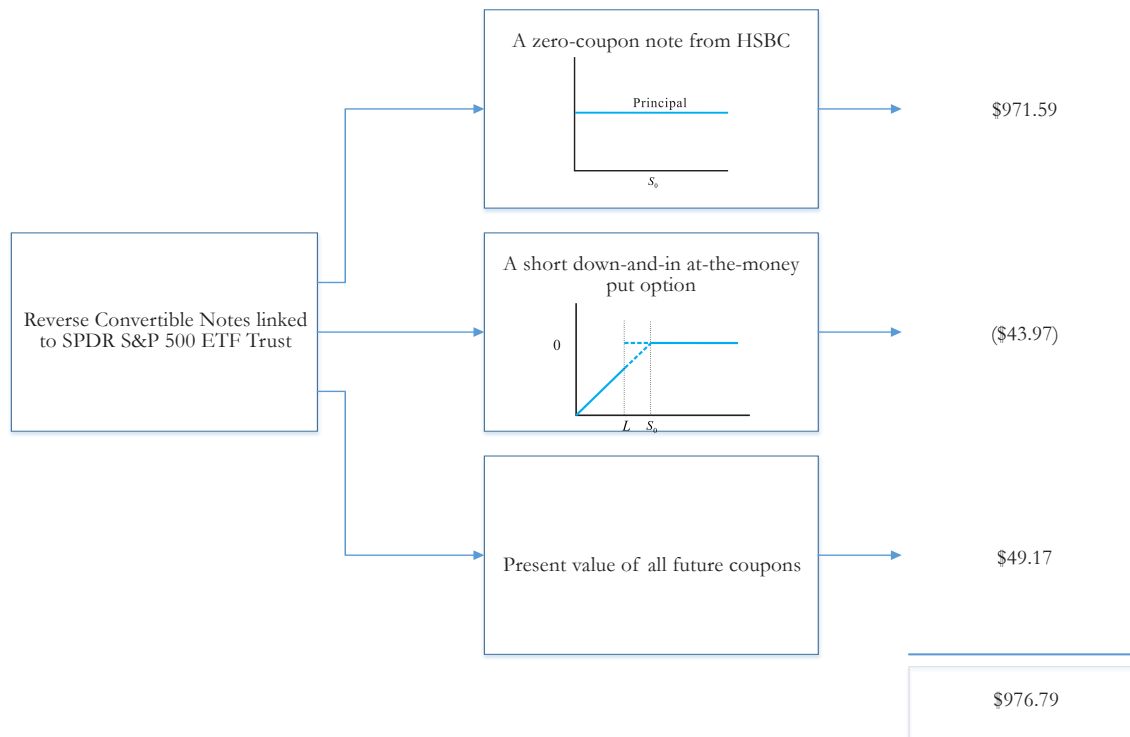 A zero-coupon note from HSBC
Principal
S₀
$971.59
Reverse Convertible Notes linked
to SPDR S&P 500 ETF Trust
A short down-and-in at-the-money
put option
0
L S₀
($43.97)
Present value of all future coupons
$49.17
$976.79